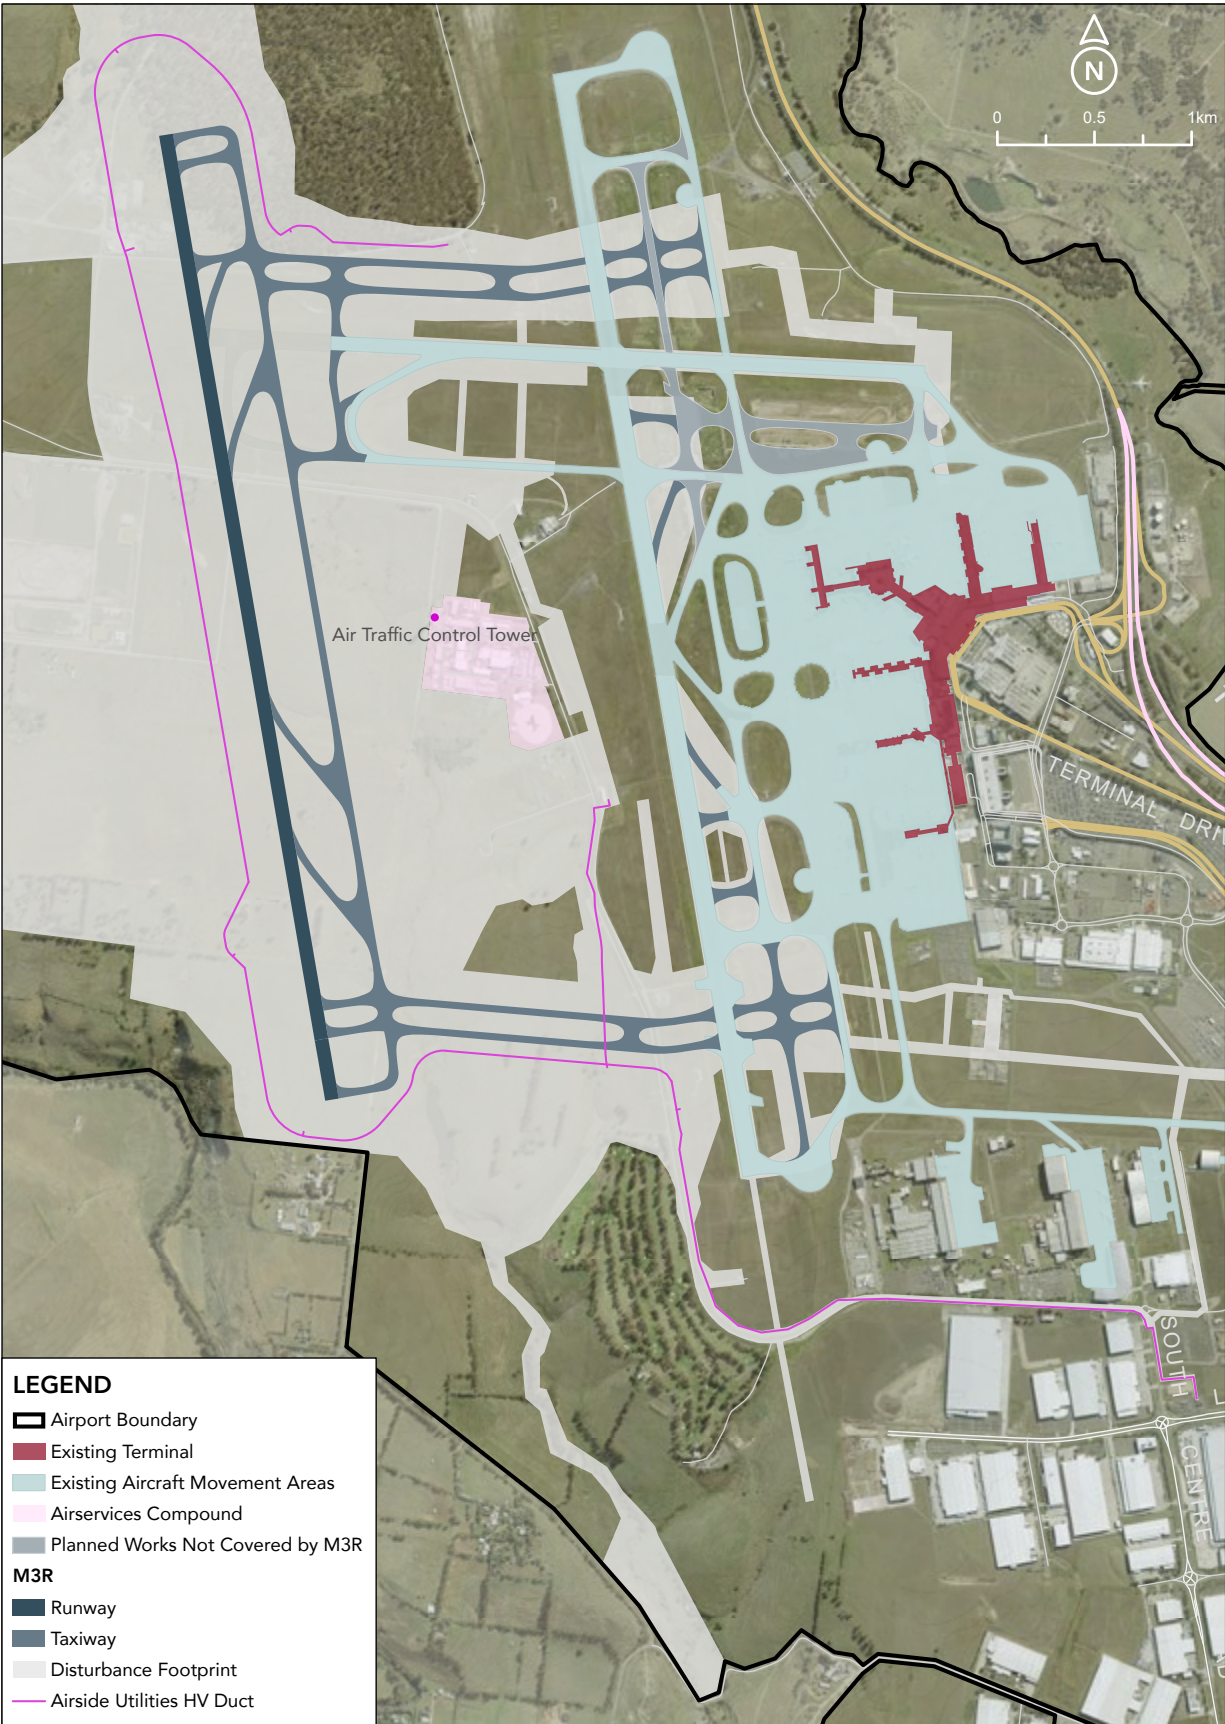 N
0 0.5 1km
Air Traffic Control Tower
TERMINAL DRI
SOUTH
CENTRE
LEGEND
Airport Boundary
Existing Terminal
Existing Aircraft Movement Areas
Airservices Compound
Planned Works Not Covered by M3R
M3R
Runway
Taxiway
Disturbance Footprint
Airside Utilities HV Duct